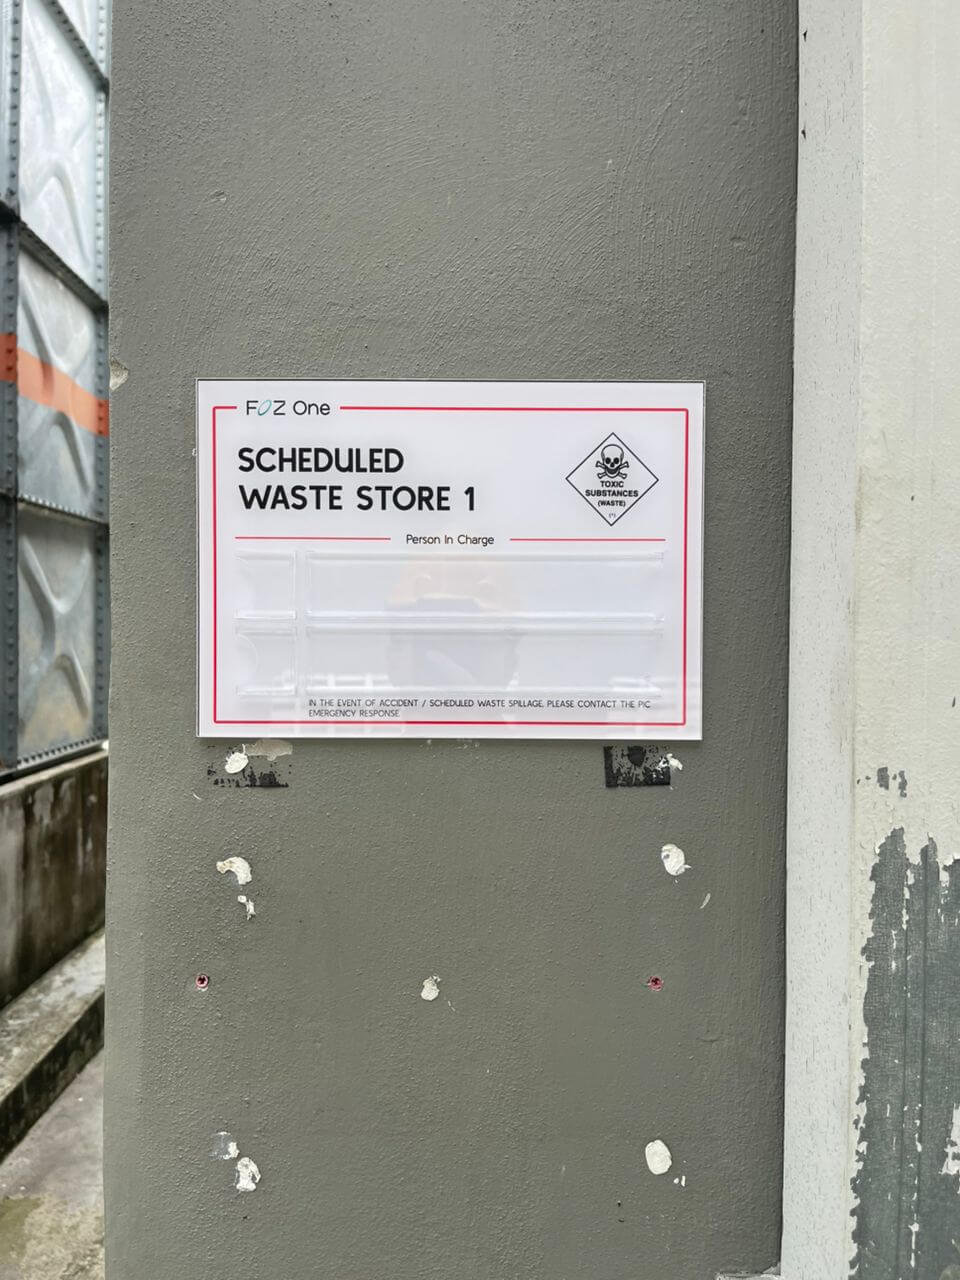 FOZ One
SCHEDULED
WASTE STORE 1
TOXIC
SUBSTANCES
(WASTE)
(*)
Person In Charge
IN THE EVENT OF ACCIDENT / SCHEDULED WASTE SPILLAGE, PLEASE CONTACT THE PIC
EMERGENCY RESPONSE